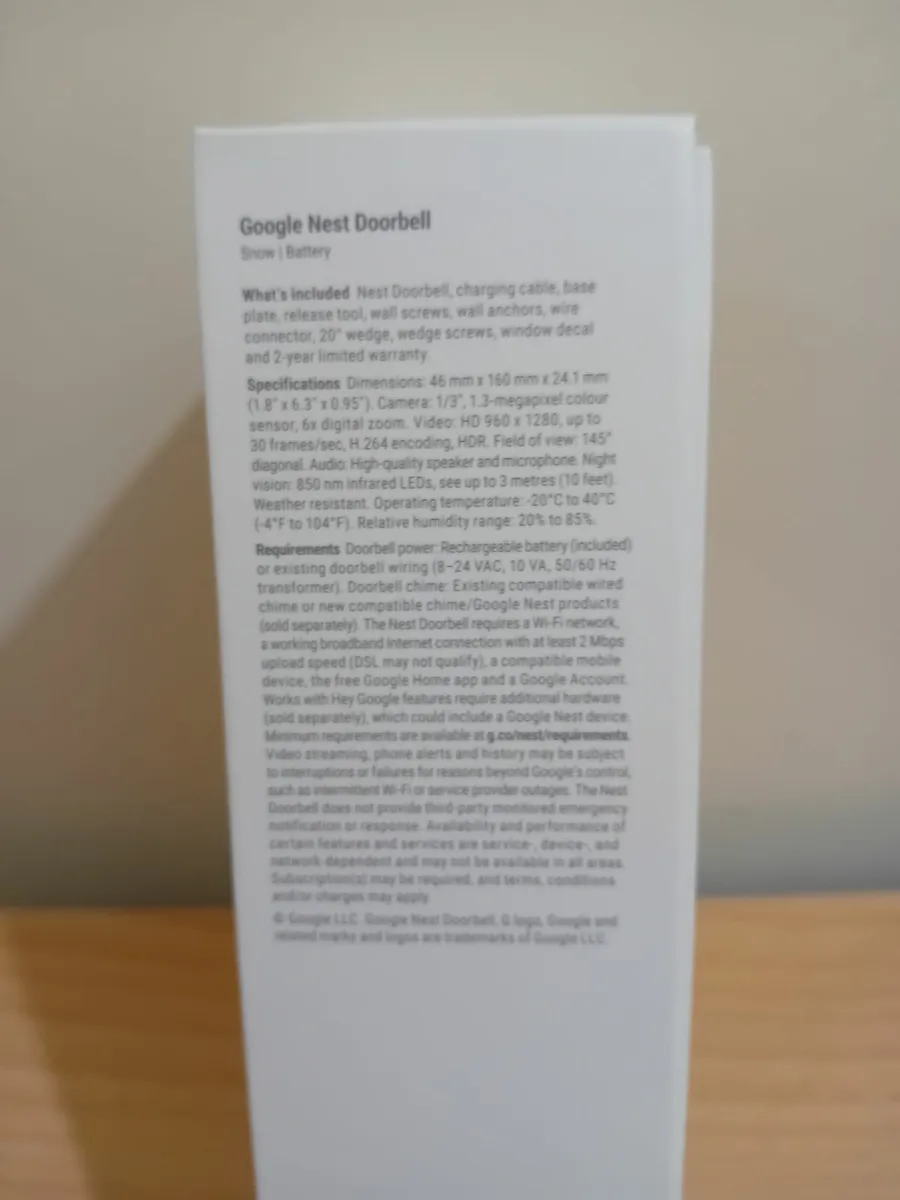 Google Nest Doorbell
Snow | Battery
What's included Nest Doorbell, charging cable, base
plate, release tool, wall screws, wall anchors, wire
connector, 20° wedge, wedge screws, window decal
and 2-year limited warranty.
Specifications Dimensions: 46 mm x 160 mm x 24.1 mm
(1.8" x 6.3" x 0.95"). Camera: 1/3", 1.3-megapixel colour
sensor, 6x digital zoom. Video: HD 960 x 1280, up to
30 frames/sec, H.264 encoding, HDR. Field of view: 145°
diagonal. Audio: High-quality speaker and microphone. Night
vision: 850 nm infrared LEDs, see up to 3 metres (10 feet).
Weather resistant. Operating temperature: -20°C to 40°C
(-4°F to 104°F). Relative humidity range: 20% to 85%.
Requirements Doorbell power: Rechargeable battery (included)
or existing doorbell wiring (8–24 VAC, 10 VA, 50/60 Hz
transformer). Doorbell chime: Existing compatible wired
chime or new compatible chime/Google Nest products
(sold separately). The Nest Doorbell requires a Wi-Fi network,
a working broadband Internet connection with at least 2 Mbps
upload speed (DSL may not qualify), a compatible mobile
device, the free Google Home app and a Google Account.
Works with Hey Google features require additional hardware
(sold separately), which could include a Google Nest device.
Minimum requirements are available at g.co/nest/requirements.
Video streaming, phone alerts and history may be subject
to interruptions or failures for reasons beyond Google's control,
such as intermittent Wi-Fi or service provider outages. The Nest
Doorbell does not provide third-party monitored emergency
notification or response. Availability and performance of
certain features and services are service-, device-, and
network-dependent and may not be available in all areas.
Subscription(s) may be required, and terms, conditions
and/or charges may apply.
© Google LLC. Google Nest Doorbell, G logo, Google and
related marks and logos are trademarks of Google LLC.